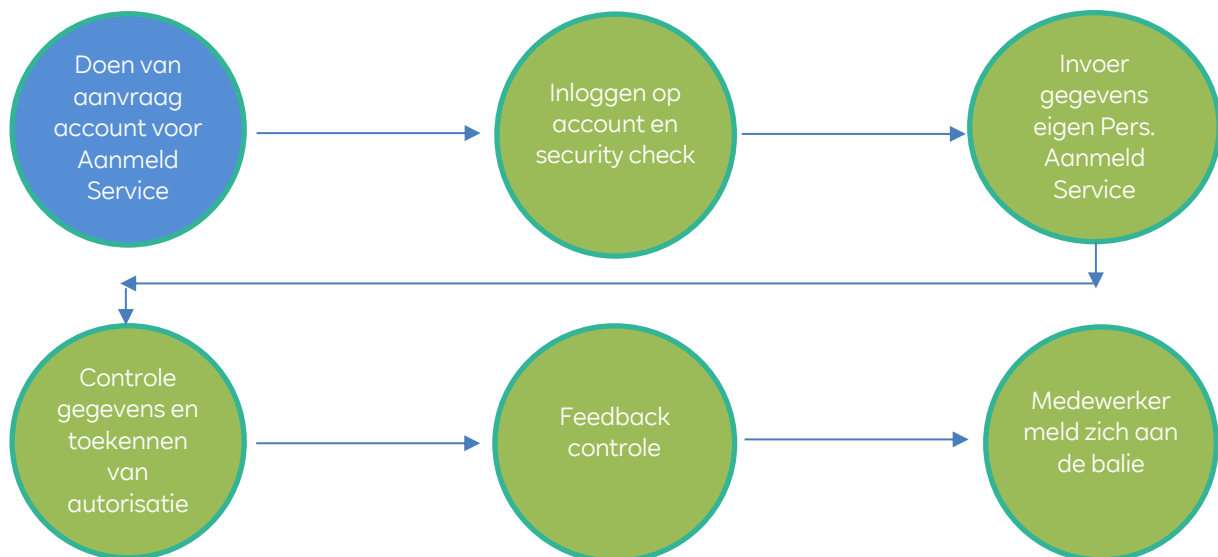 Doen van
aanvraag
account voor
Aanmeld
Service
Inloggen op
account en
security check
Invoer
gegevens
eigen Pers.
Aanmeld
Service
Controle
gegevens en
toekennen
van
autorisatie
Feedback
controle
Medewerker
meld zich aan
de balie